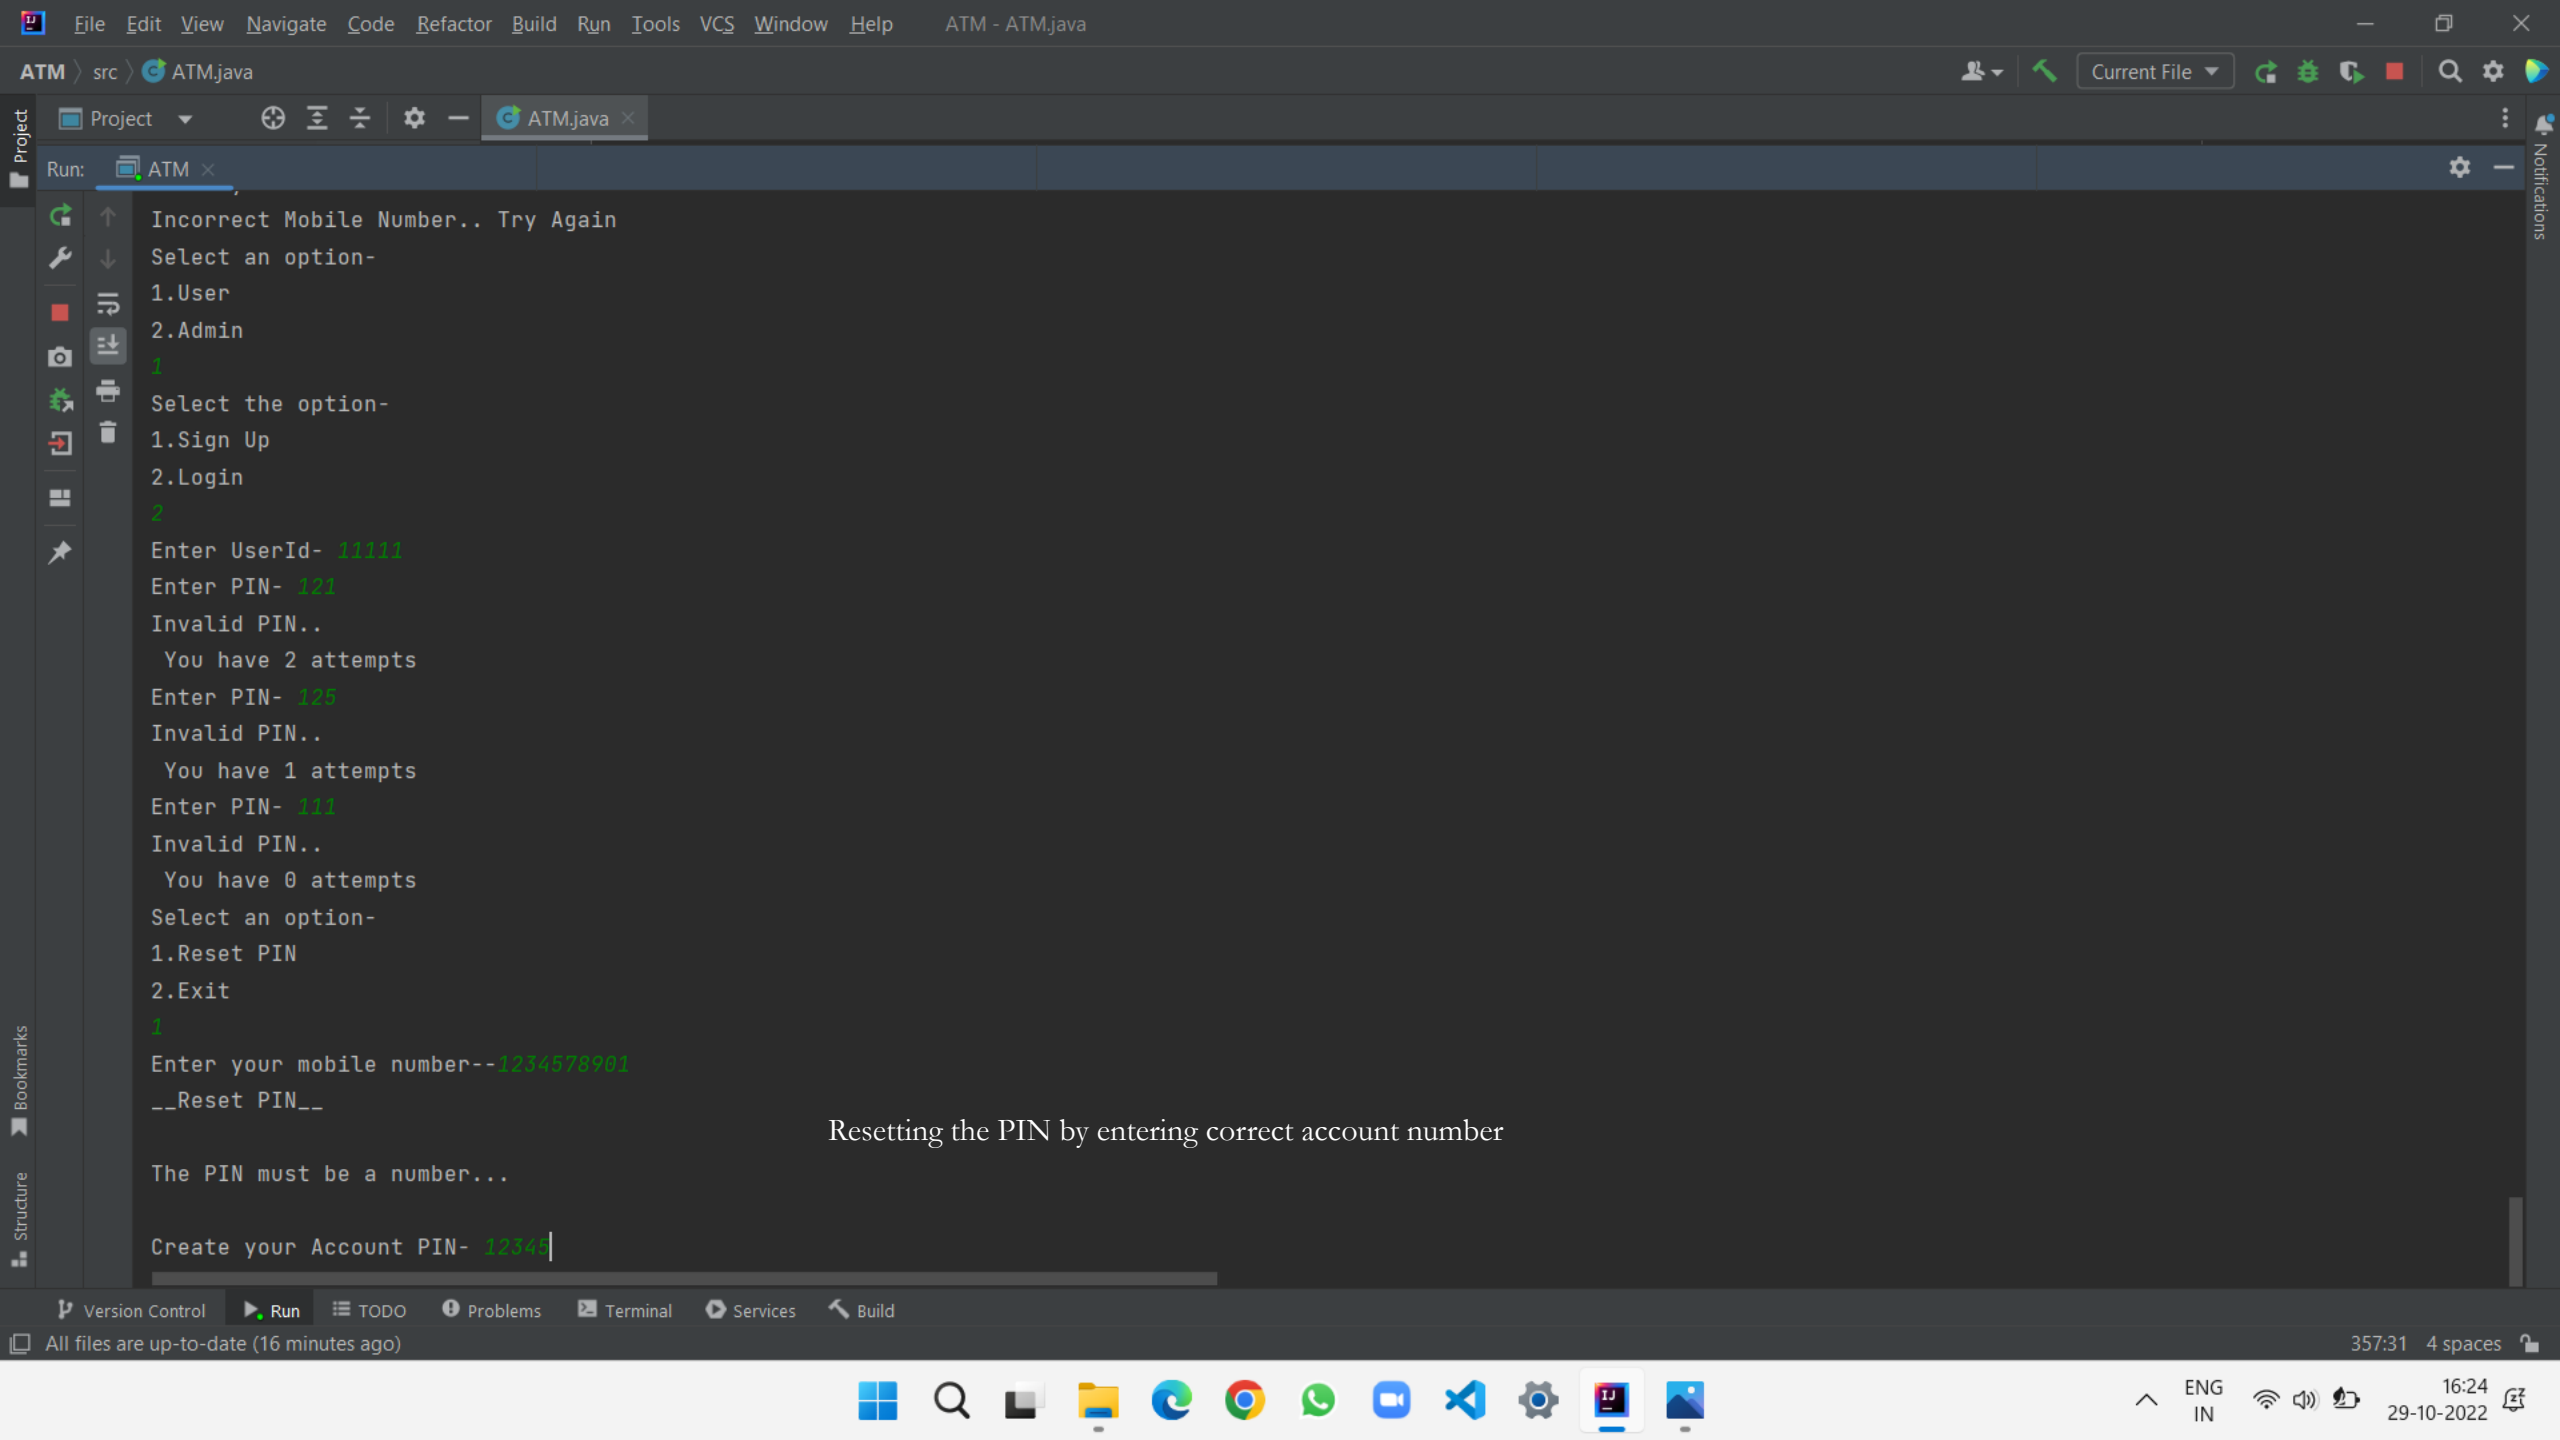 File Edit View Navigate Code Refactor Build Run Tools VCS Window Help ATM - ATM.java
ATM src ATM.java Current File
Project Project ATM.java
Run: ATM
Notifications
Incorrect Mobile Number.. Try Again
Select an option-
1.User
2.Admin
1
Select the option-
1.Sign Up
2.Login
2
Enter UserId- 11111
Enter PIN- 121
Invalid PIN..
You have 2 attempts
Enter PIN- 125
Invalid PIN..
You have 1 attempts
Enter PIN- 111
Invalid PIN..
You have 0 attempts
Select an option-
1.Reset PIN
2.Exit
1
Enter your mobile number--1234578901
__Reset PIN__
Resetting the PIN by entering correct account number
The PIN must be a number...
Create your Account PIN- 12345
Bookmarks
Structure
Version Control Run TODO Problems Terminal Services Build
All files are up-to-date (16 minutes ago) 357:31 4 spaces
ENG
IN
16:24
29-10-2022